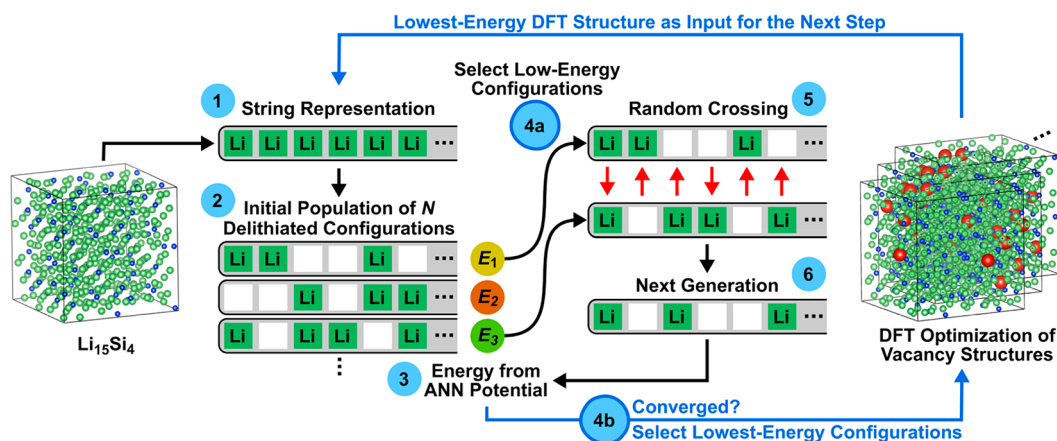 Lowest-Energy DFT Structure as Input for the Next Step
1
String Representation
Li Li Li Li Li Li ...
Select Low-Energy
Configurations
4a
Random Crossing
5
Li Li Li ...
2
Initial Population of N
Delithiated Configurations
Li Li Li ...
E1
Li Li Li ...
E2
Li Li Li Li ...
E3
Li Li Li Li ...
Next Generation
6
Li Li Li ...
Li15Si4
3
Energy from
ANN Potential
4b
Converged?
Select Lowest-Energy Configurations
DFT Optimization of
Vacancy Structures